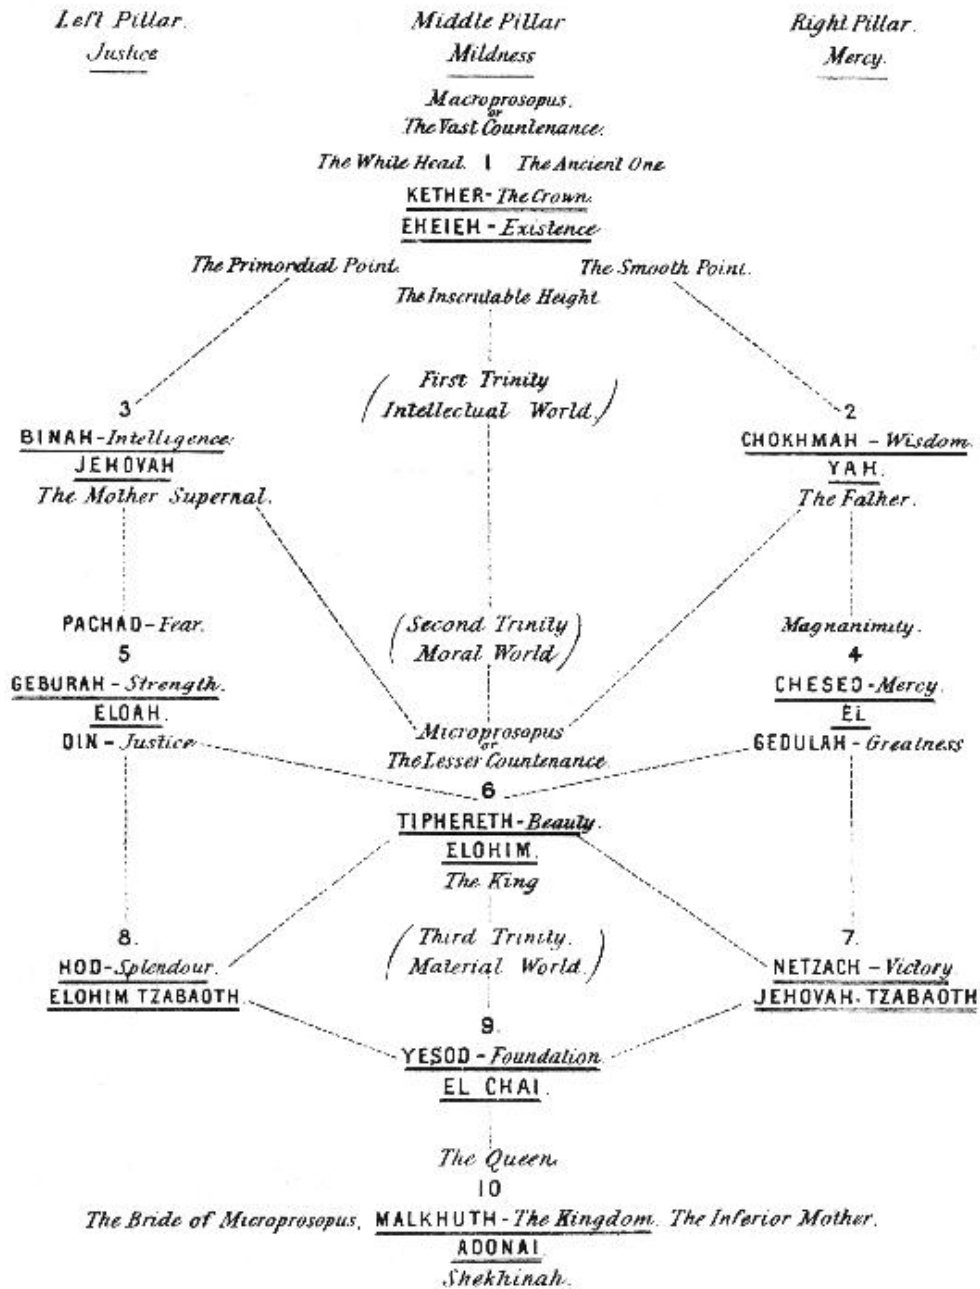 Left Pillar. Middle Pillar Right Pillar.
Justice Mildness Mercy.
Macroprosopus.
or
The Vast Countenance.
The White Head. 1 The Ancient One
KETHER - The Crown.
EHEIEH - Existence
The Primordial Point. The Smooth Point.
The Inscrutable Height
First Trinity
(Intellectual World.)
3 2
BINAH - Intelligence. CHOKHMAH - Wisdom.
JEHOVAH YAH.
The Mother Supernal. The Father.
PACHAD - Fear. (Second Trinity Magnanimity.
5 Moral World) 4
GEBURAH - Strength. CHESED - Mercy.
ELOAH. EL
DIN - Justice Microprosopus GEDULAH - Greatness
or
The Lesser Countenance.
6
TIPHERETH - Beauty.
ELOHIM.
The King
8. (Third Trinity. 7.
HOD - Splendour. Material World.) NETZACH - Victory
ELOHIM TZABAOTH. JEHOVAH. TZABAOTH
9.
YESOD - Foundation.
EL CHAI.
The Queen.
10
The Bride of Microprosopus, MALKHUTH - The Kingdom. The Inferior Mother.
ADONAI.
Shekhinah.